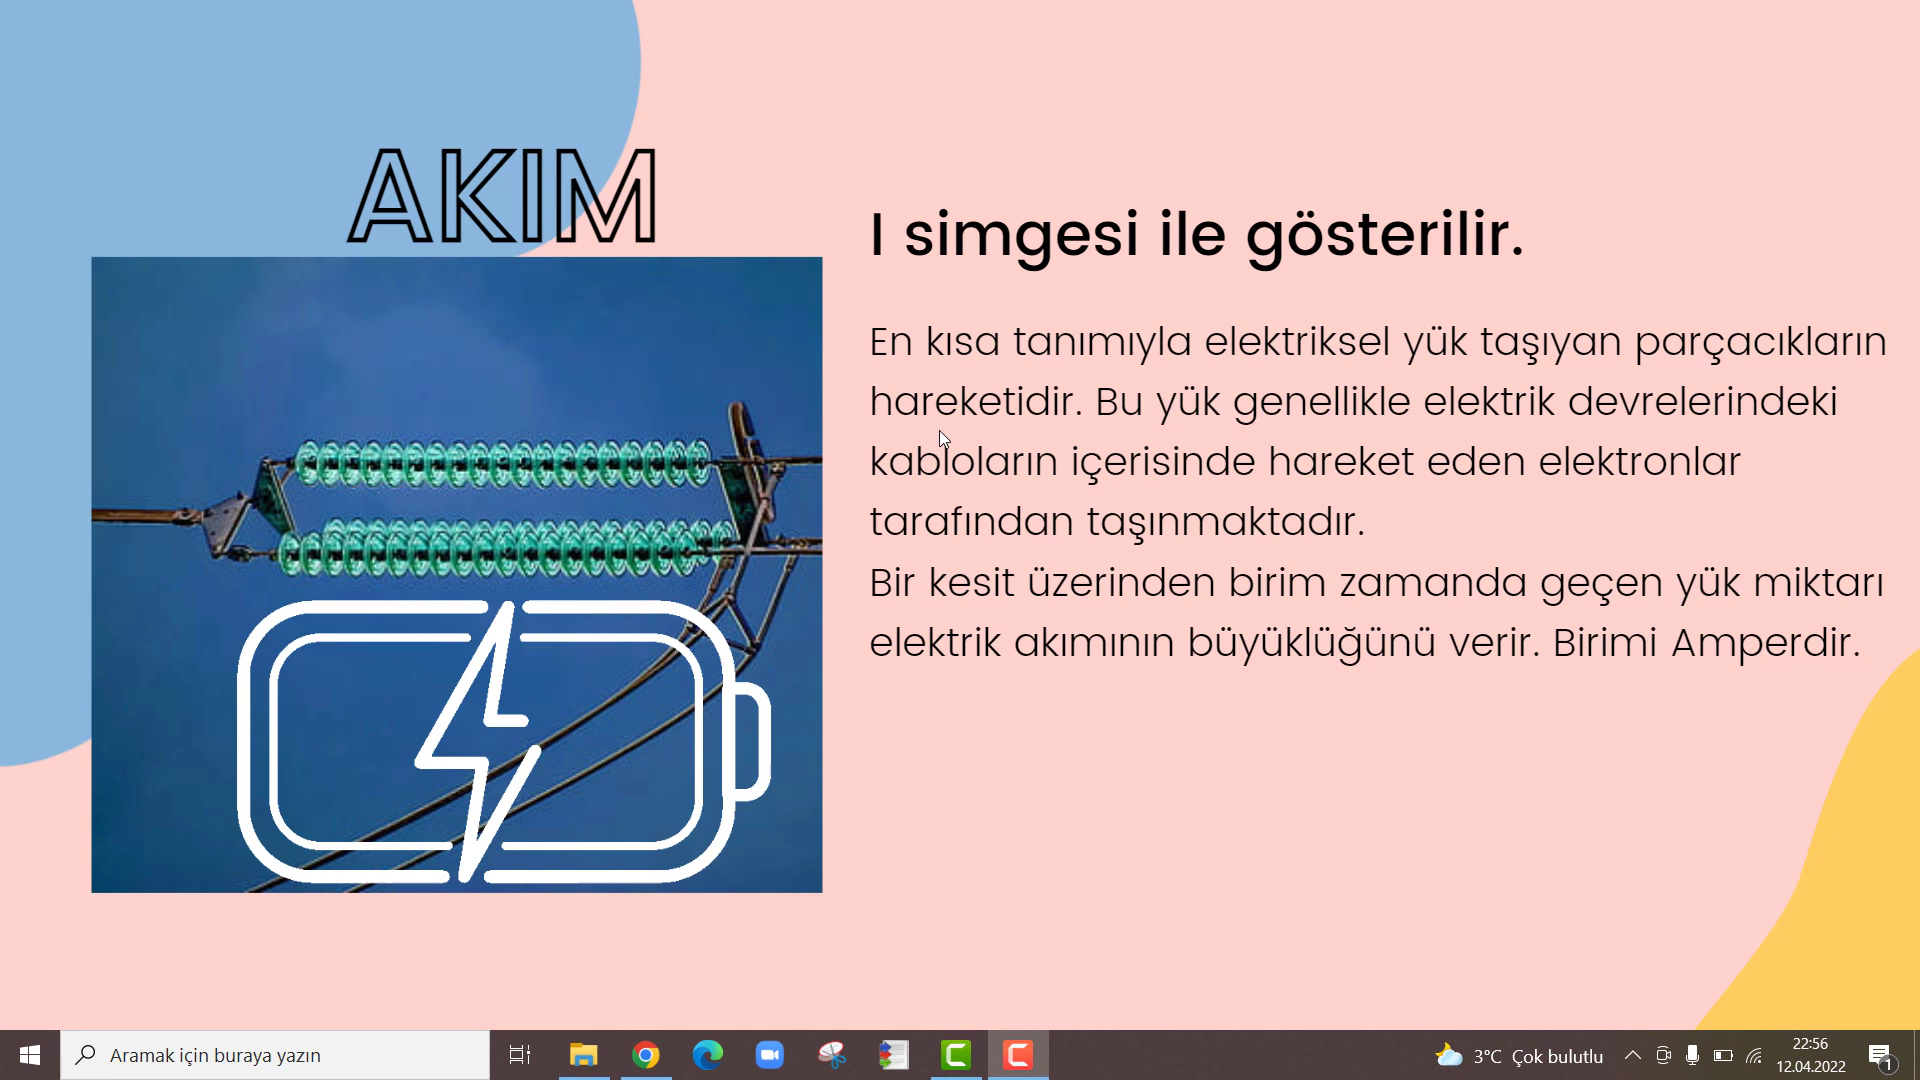 AKIM
I simgesi ile gösterilir.
En kısa tanımıyla elektriksel yük taşıyan parçacıkların
hareketidir. Bu yük genellikle elektrik devrelerindeki
kabloların içerisinde hareket eden elektronlar
tarafından taşınmaktadır.
Bir kesit üzerinden birim zamanda geçen yük miktarı
elektrik akımının büyüklüğünü verir. Birimi Amperdir.
Aramak için buraya yazın
3°C Çok bulutlu
22:56
12.04.2022
1